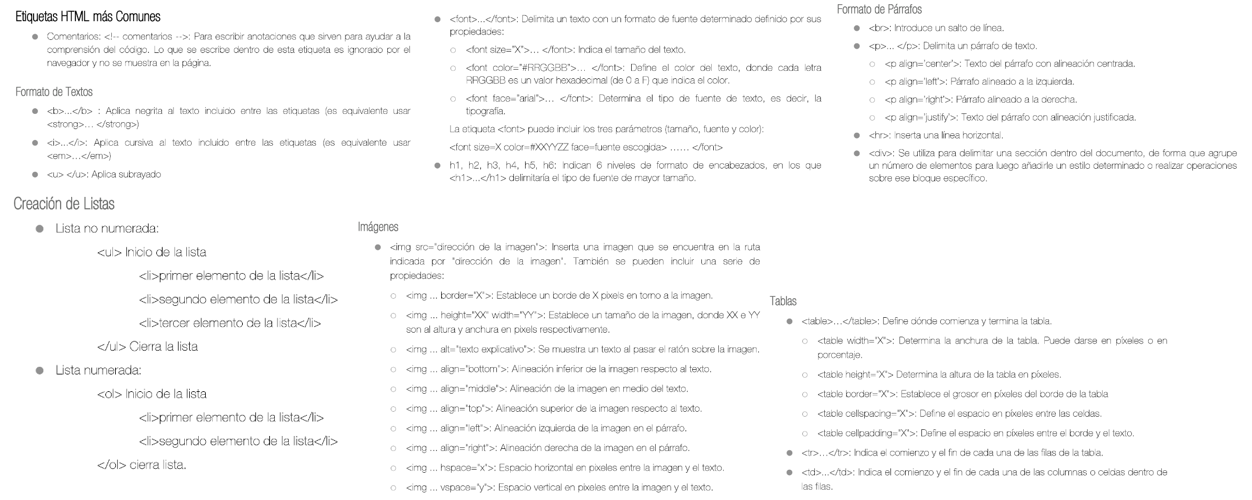 Etiquetas HTML más Comunes
● Comentarios: <!-- comentarios -->: Para escribir anotaciones que sirven para ayudar a la
comprensión del código. Lo que se escribe dentro de esta etiqueta es ignorado por el
navegador y no se muestra en la página.
Formato de Textos
● <b>...</b> : Aplica negrita al texto incluido entre las etiquetas (es equivalente usar
<strong>... </strong>)
● <i>...</i>: Aplica cursiva al texto incluido entre las etiquetas (es equivalente usar
<em>...</em>)
● <u> </u>: Aplica subrayado
● <font>...</font>: Delimita un texto con un formato de fuente determinado definido por sus
propiedades:
○ <font size="X">... </font>: Indica el tamaño del texto.
○ <font color="#RRGGBB">... </font>: Define el color del texto, donde cada letra
RRGGBB es un valor hexadecimal (de 0 a F) que indica el color.
○ <font face="arial">... </font>: Determina el tipo de fuente de texto, es decir, la
tipografía.
La etiqueta <font> puede incluir los tres parámetros (tamaño, fuente y color):
<font size=X color=#XXYYZZ face=fuente escogida> ...... </font>
● h1, h2, h3, h4, h5, h6: indican 6 niveles de formato de encabezados, en los que
<h1>...</h1> delimitaría el tipo de fuente de mayor tamaño.
Formato de Párrafos
● <br>: Introduce un salto de línea.
● <p>... </p>: Delimita un párrafo de texto.
○ <p align='center'>: Texto del párrafo con alineación centrada.
○ <p align='left'>: Párrafo alineado a la izquierda.
○ <p align='right'>: Párrafo alineado a la derecha.
○ <p align='justify'>: Texto del párrafo con alineación justificada.
● <hr>: Inserta una línea horizontal.
● <div>: Se utiliza para delimitar una sección dentro del documento, de forma que agrupe
un número de elementos para luego añadirle un estilo determinado o realizar operaciones
sobre ese bloque específico.
Creación de Listas
● Lista no numerada:
<ul> Inicio de la lista
<li>primer elemento de la lista</li>
<li>segundo elemento de la lista</li>
<li>tercer elemento de la lista</li>
</ul> Cierra la lista
● Lista numerada:
<ol> Inicio de la lista
<li>primer elemento de la lista</li>
<li>segundo elemento de la lista</li>
</ol> cierra lista.
Imágenes
● <img src="dirección de la imagen">: Inserta una imagen que se encuentra en la ruta
indicada por "dirección de la imagen". También se pueden incluir una serie de
propiedades:
○ <img ... border="X">: Establece un borde de X pixels en torno a la imagen.
○ <img ... height="XX" width="YY">: Establece un tamaño de la imagen, donde XX e YY
son al altura y anchura en pixels respectivamente.
○ <img ... alt="texto explicativo">: Se muestra un texto al pasar el ratón sobre la imagen.
○ <img ... align="bottom">: Alineación inferior de la imagen respecto al texto.
○ <img ... align="middle">: Alineación de la imagen en medio del texto.
○ <img ... align="top">: Alineación superior de la imagen respecto al texto.
○ <img ... align="left">: Alineación izquierda de la imagen en el párrafo.
○ <img ... align="right">: Alineación derecha de la imagen en el párrafo.
○ <img ... hspace="x">: Espacio horizontal en pixeles entre la imagen y el texto.
○ <img ... vspace="y">: Espacio vertical en pixeles entre la imagen y el texto.
Tablas
● <table>...</table>: Define dónde comienza y termina la tabla.
○ <table width="X">: Determina la anchura de la tabla. Puede darse en píxeles o en
porcentaje.
○ <table height="X"> Determina la altura de la tabla en píxeles.
○ <table border="X">: Establece el grosor en píxeles del borde de la tabla
○ <table cellspacing="X">: Define el espacio en píxeles entre las celdas.
○ <table cellpadding="X">: Define el espacio en píxeles entre el borde y el texto.
● <tr>...</tr>: Indica el comienzo y el fin de cada una de las filas de la tabla.
● <td>...</td>: Indica el comienzo y el fin de cada una de las columnas o celdas dentro de
las filas.